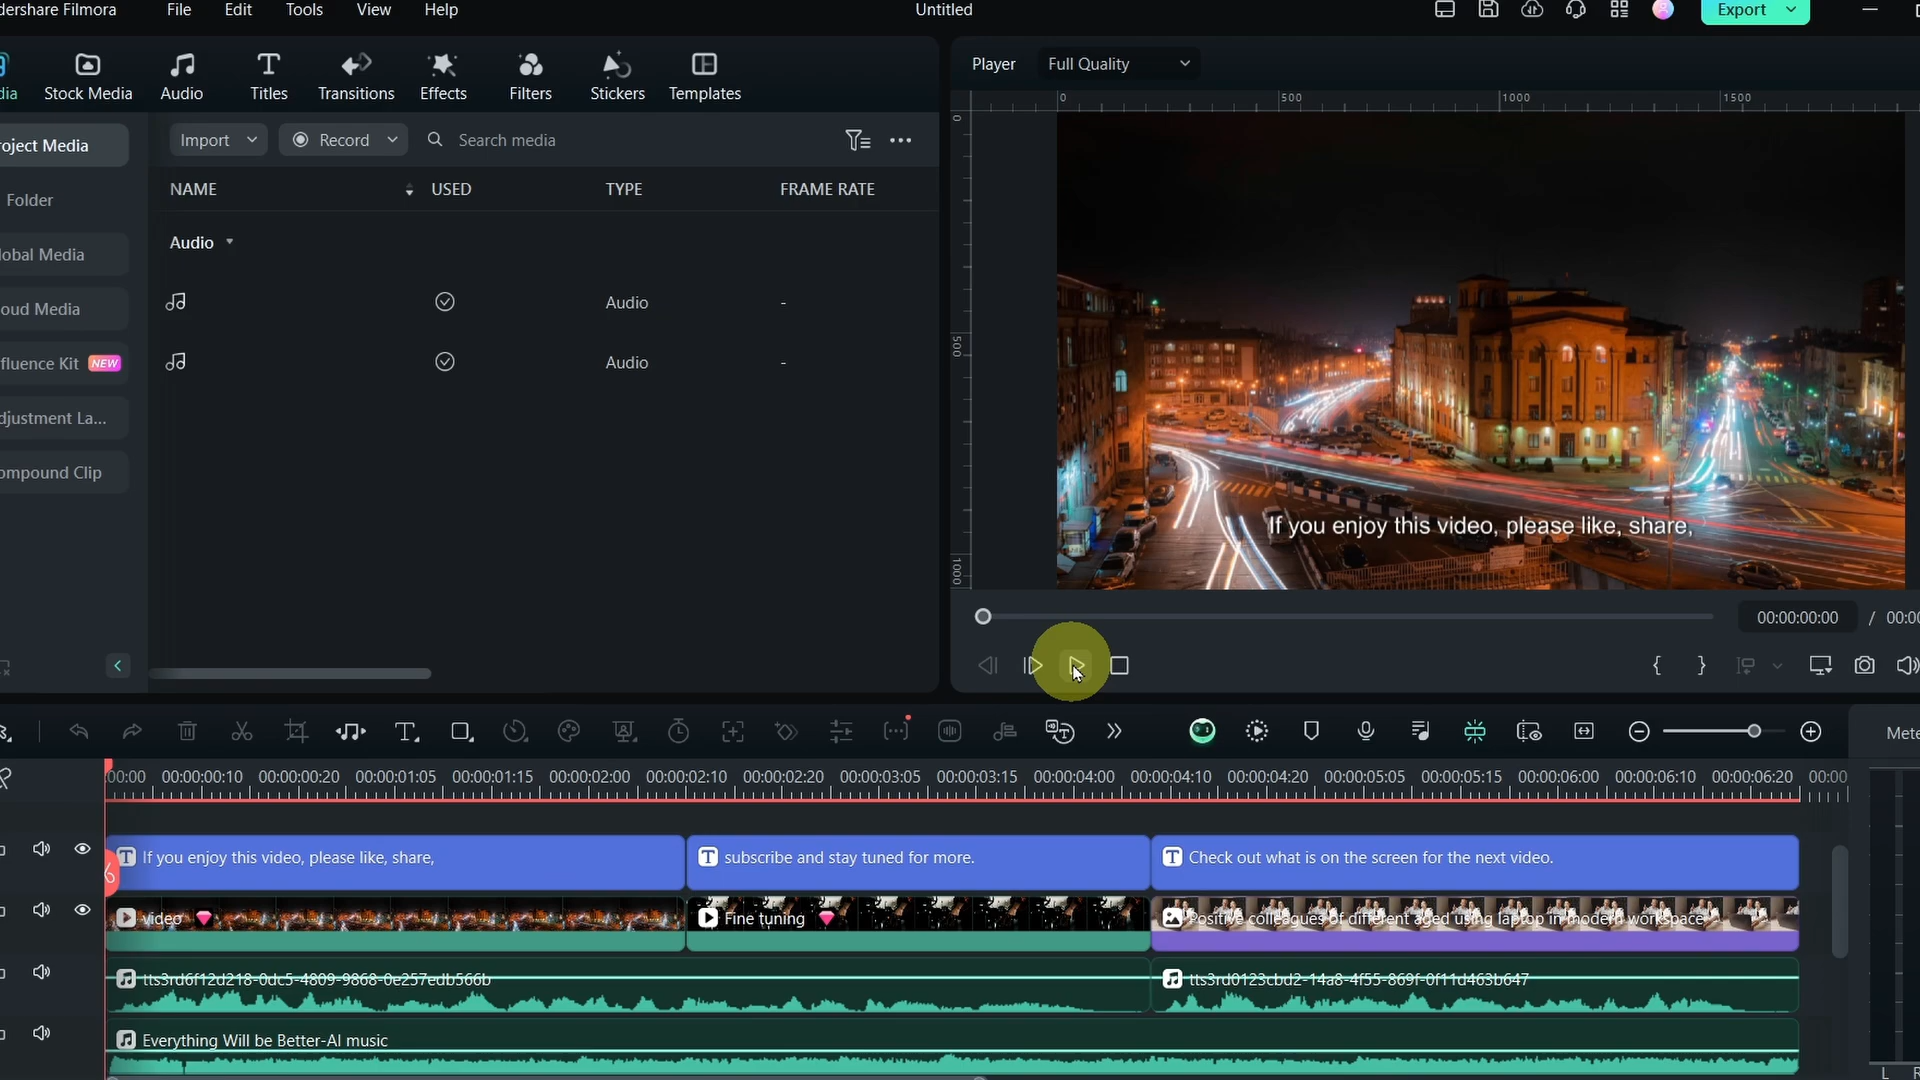 dershare Filmora File Edit Tools View Help Untitled Export
dia Stock Media Audio Titles Transitions Effects Filters Stickers Templates
Player Full Quality
0 500 1000 1500
0
500
1000
oject Media
Folder
lobal Media
oud Media
fluence Kit NEW
djustment La...
ompound Clip
Import Record Search media
NAME USED TYPE FRAME RATE
Audio
Audio -
Audio -
If you enjoy this video, please like, share,
00:00:00:00 / 00:00
Mete
00:00 00:00:00:10 00:00:00:20 00:00:01:05 00:00:01:15 00:00:02:00 00:00:02:10 00:00:02:20 00:00:03:05 00:00:03:15 00:00:04:00 00:00:04:10 00:00:04:20 00:00:05:05 00:00:05:15 00:00:06:00 00:00:06:10 00:00:06:20 00:00
If you enjoy this video, please like, share, subscribe and stay tuned for more. Check out what is on the screen for the next video.
video Fine tuning Positive colleagues of different aged using laptop in modern workspace
tts3rd6f12d218-0dc5-4809-9868-0e257edb566b tts3rd0123cbd2-14a8-4f55-869f-0f11d463b647
Everything Will be Better-AI music
L R